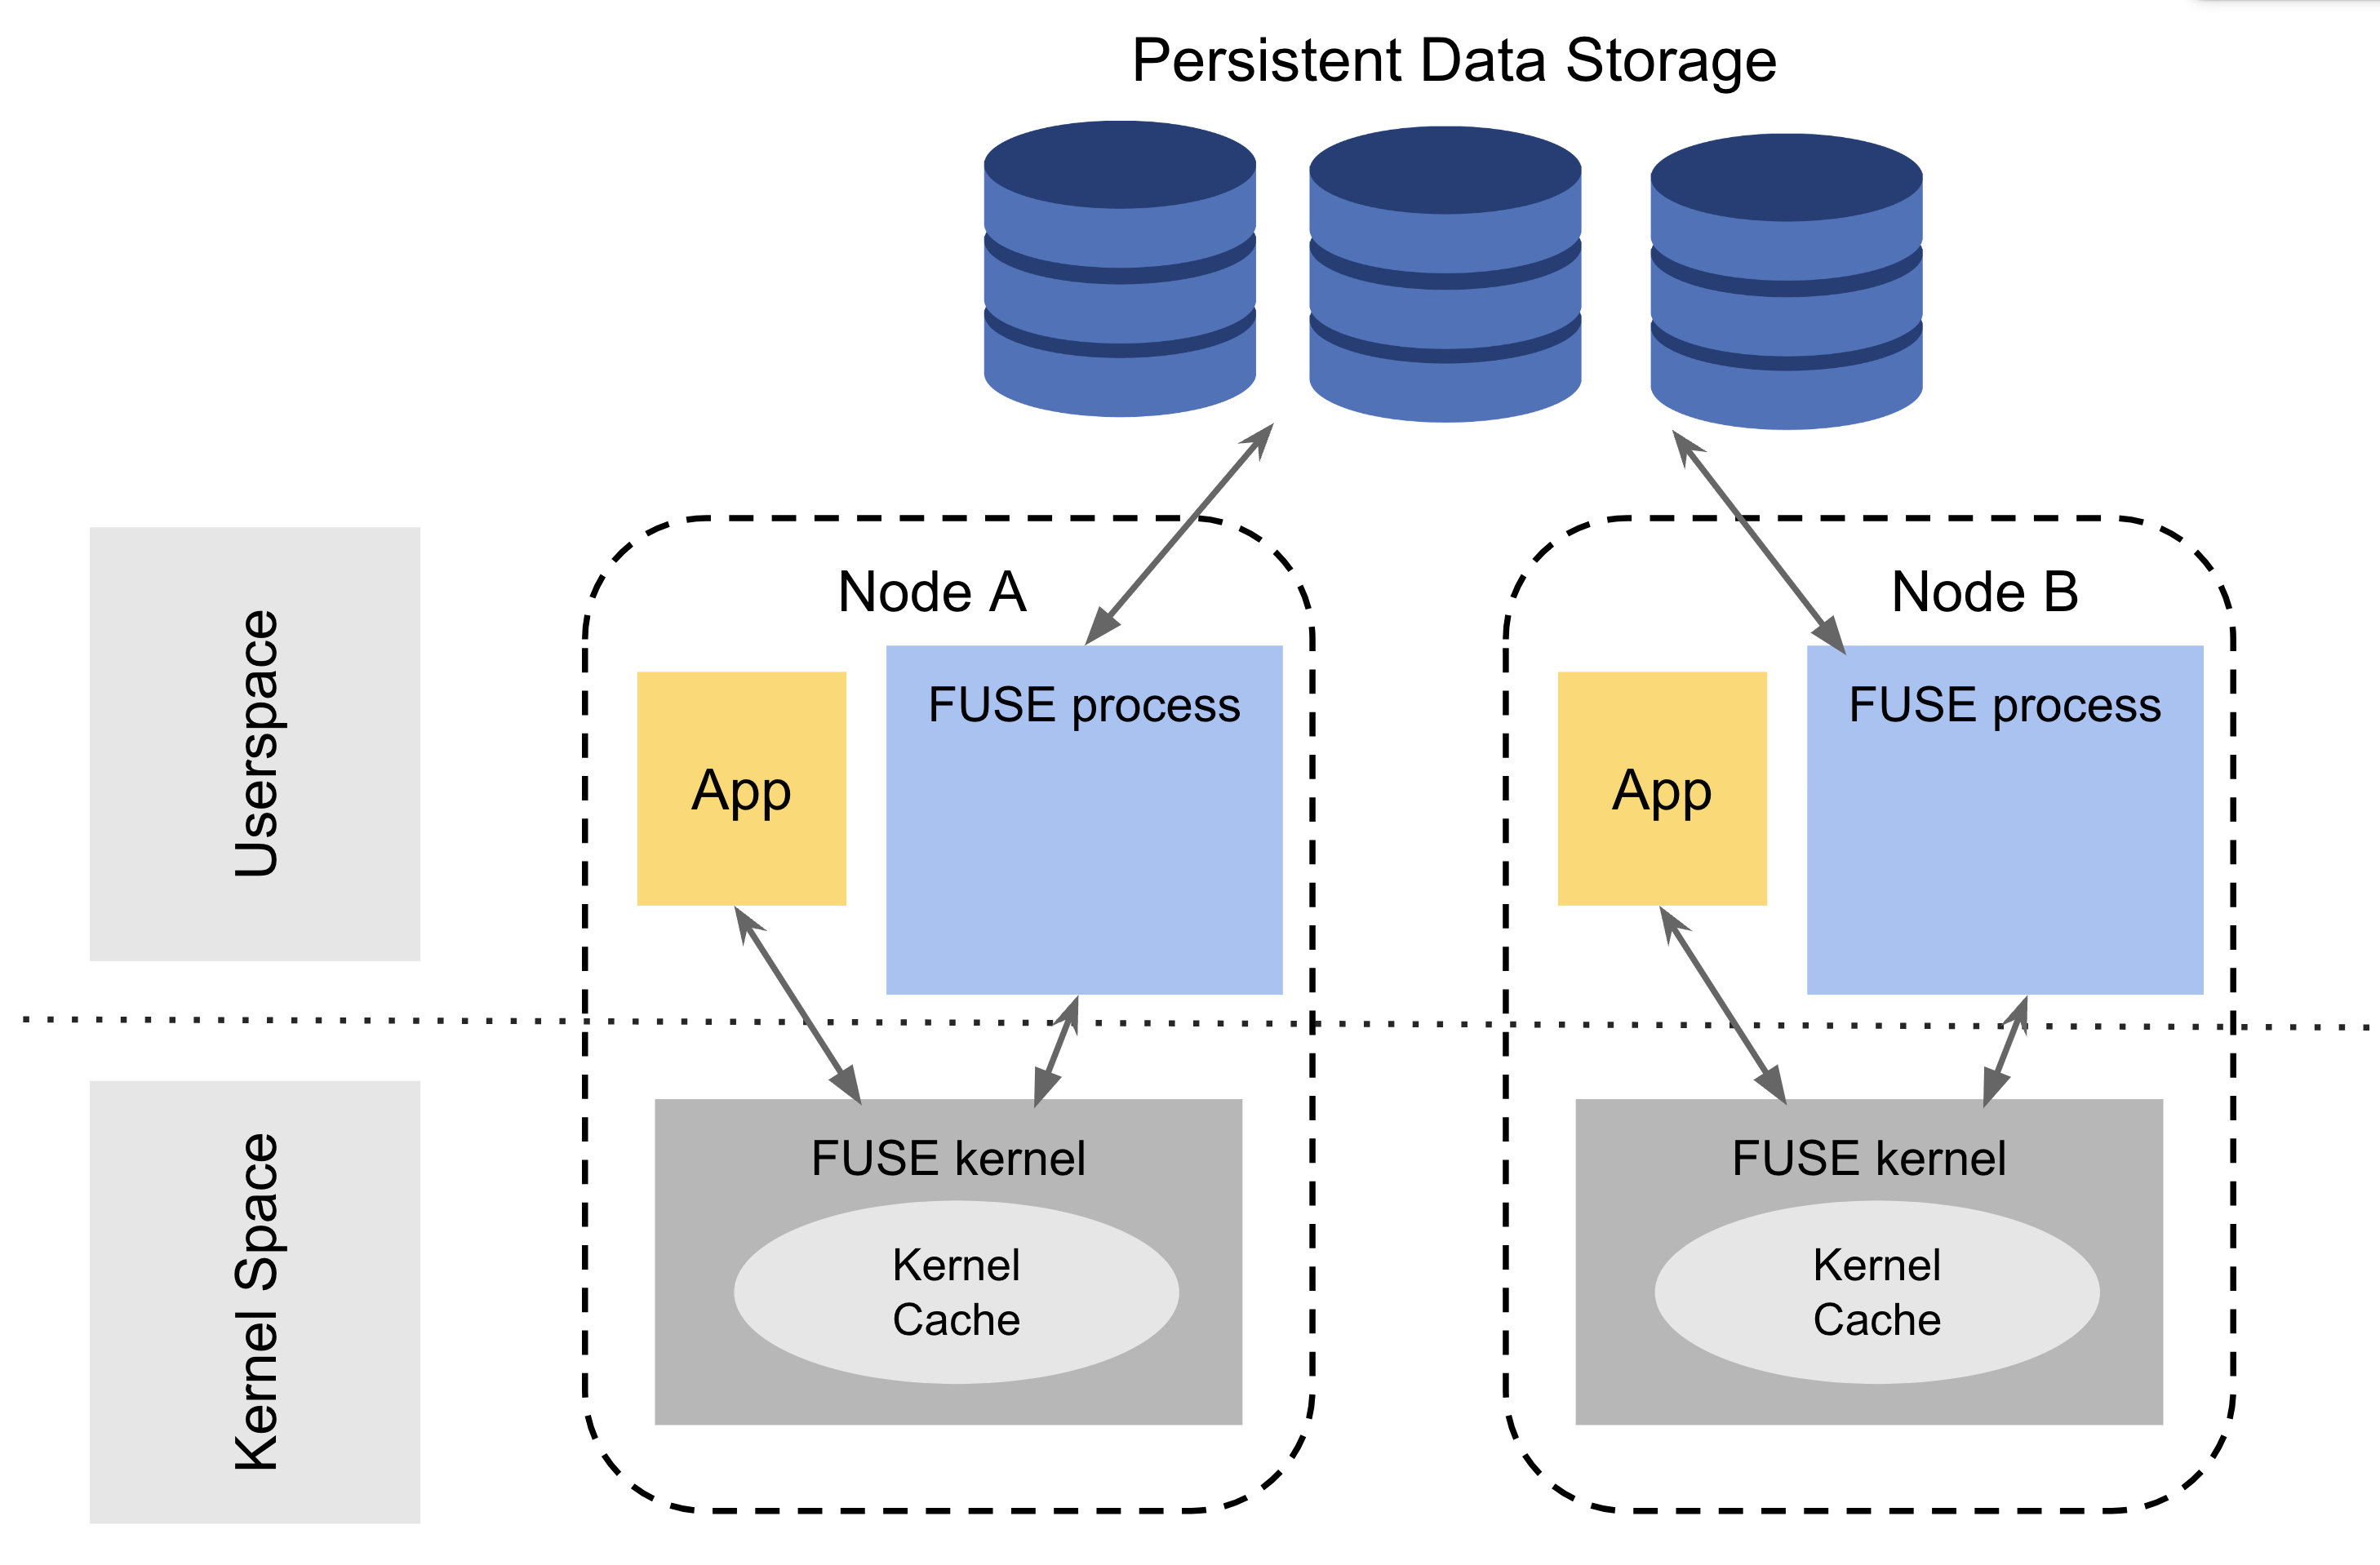 Persistent Data Storage
Userspace
Node A
Node B
App
FUSE process
App
FUSE process
Kernel Space
FUSE kernel
Kernel
Cache
FUSE kernel
Kernel
Cache